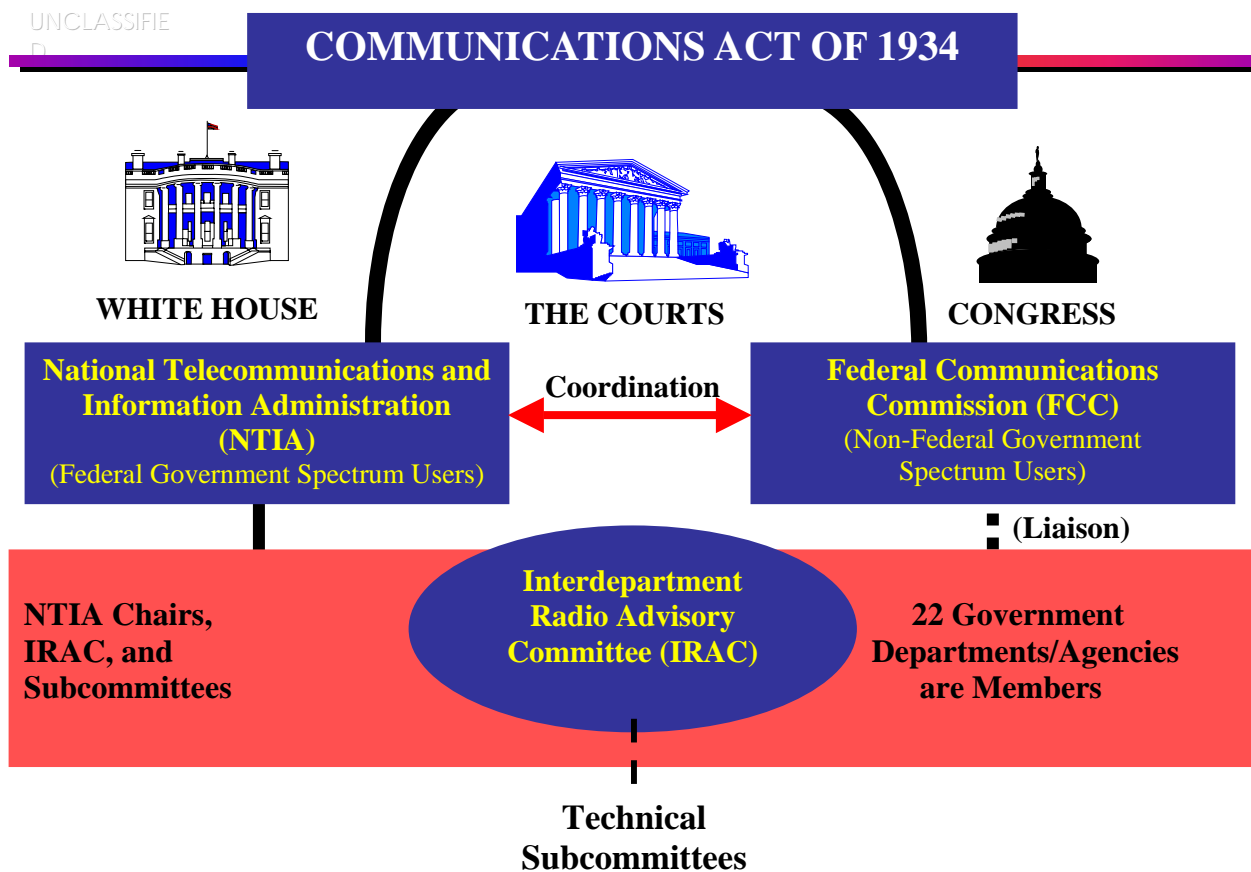 UNCLASSIFIE
D
COMMUNICATIONS ACT OF 1934
WHITE HOUSE
THE COURTS
CONGRESS
National Telecommunications and
Information Administration
(NTIA)
(Federal Government Spectrum Users)
Coordination
Federal Communications
Commission (FCC)
(Non-Federal Government
Spectrum Users)
(Liaison)
NTIA Chairs,
IRAC, and
Subcommittees
Interdepartment
Radio Advisory
Committee (IRAC)
22 Government
Departments/Agencies
are Members
Technical
Subcommittees